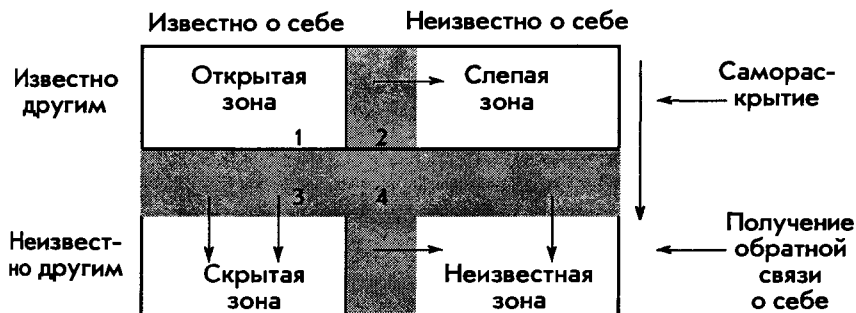 Известно о себе
Неизвестно о себе
Известно
другим
Открытая
зона
Слепая
зона
Саморас-
крытие
1
2
3
4
Неизвест-
но другим
Скрытая
зона
Неизвестная
зона
Получение
обратной
связи
о себе